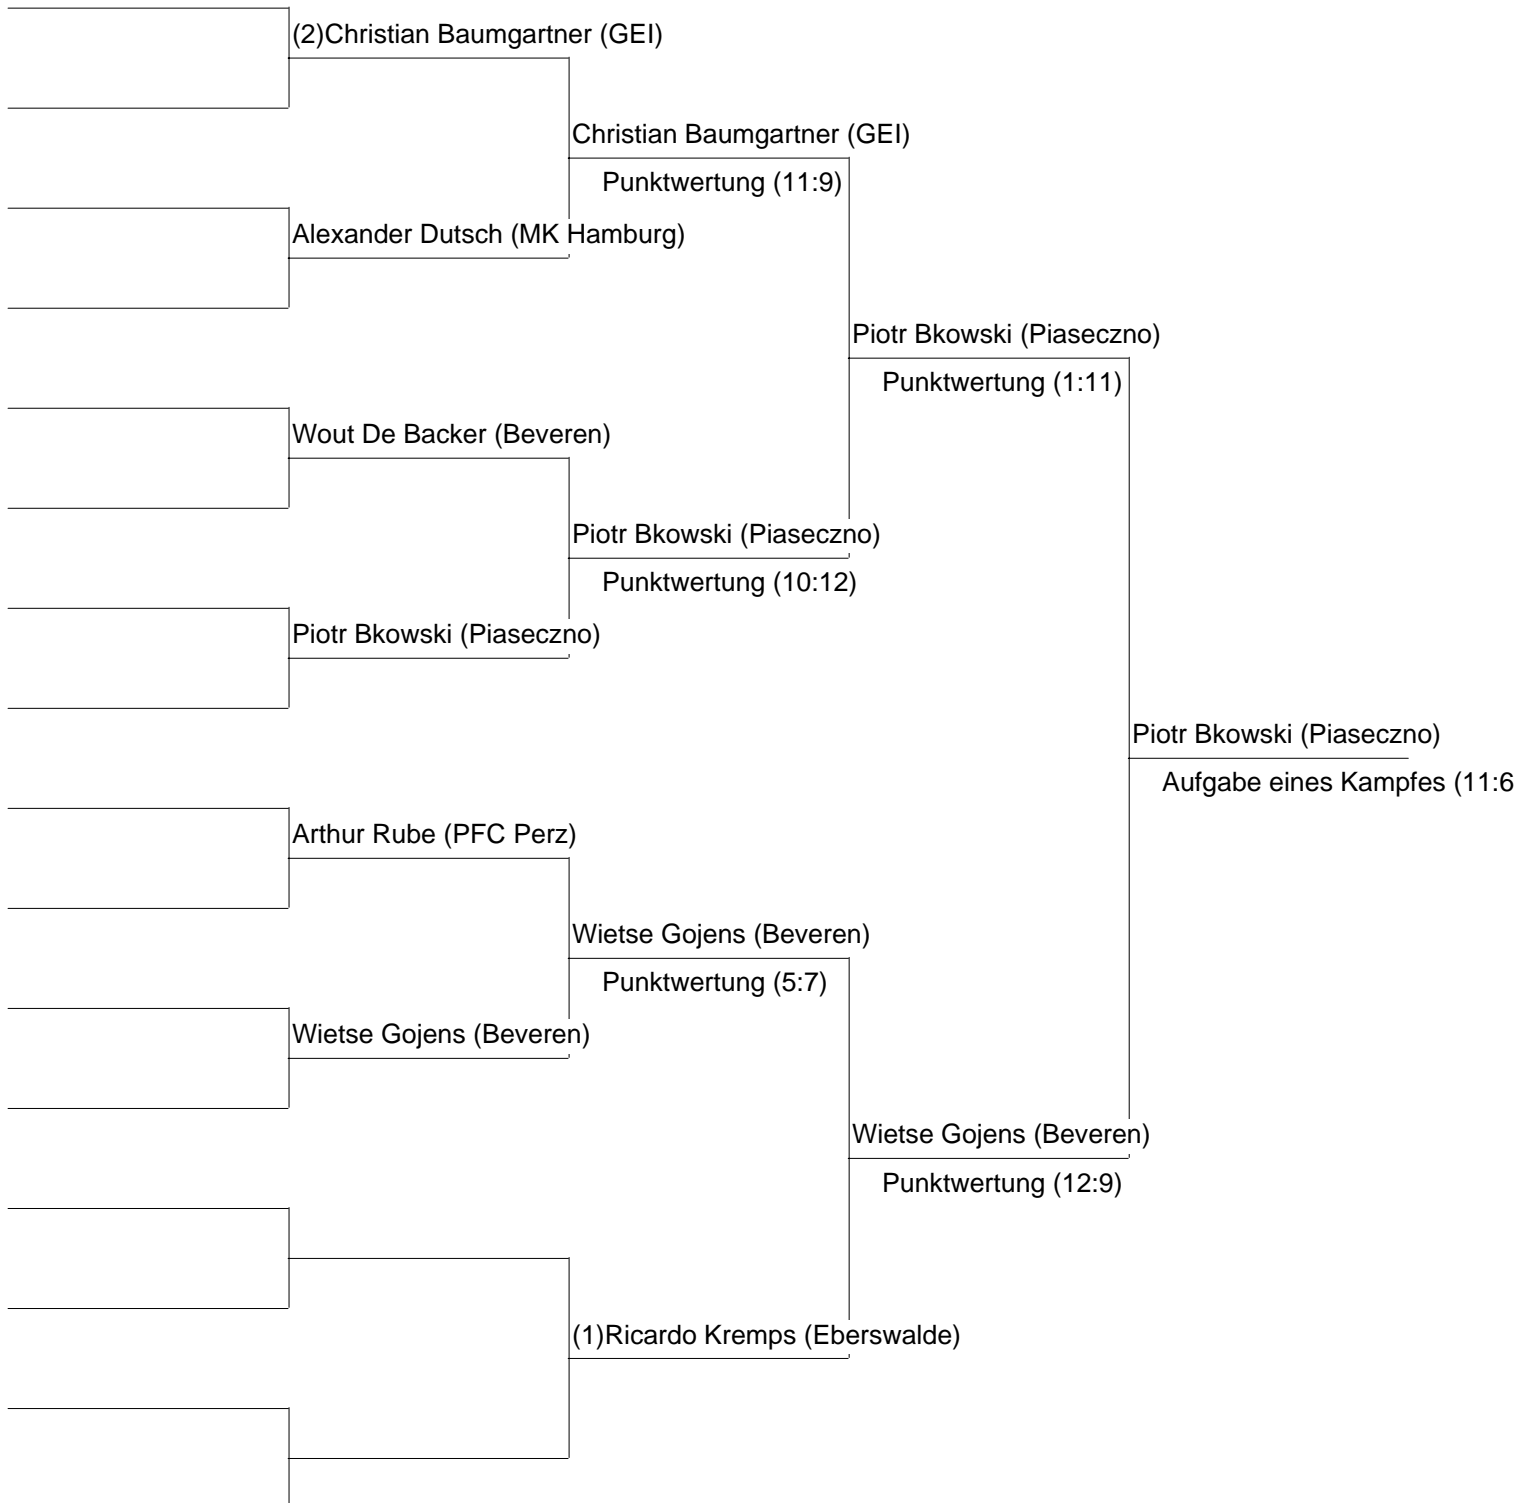 (2)Christian Baumgartner (GEI)
Christian Baumgartner (GEI)
Punktwertung (11:9)
Alexander Dutsch (MK Hamburg)
Piotr Bkowski (Piaseczno)
Punktwertung (1:11)
Wout De Backer (Beveren)
Piotr Bkowski (Piaseczno)
Punktwertung (10:12)
Piotr Bkowski (Piaseczno)
Piotr Bkowski (Piaseczno)
Aufgabe eines Kampfes (11:6
Arthur Rube (PFC Perz)
Wietse Gojens (Beveren)
Punktwertung (5:7)
Wietse Gojens (Beveren)
Wietse Gojens (Beveren)
Punktwertung (12:9)
(1)Ricardo Kremps (Eberswalde)